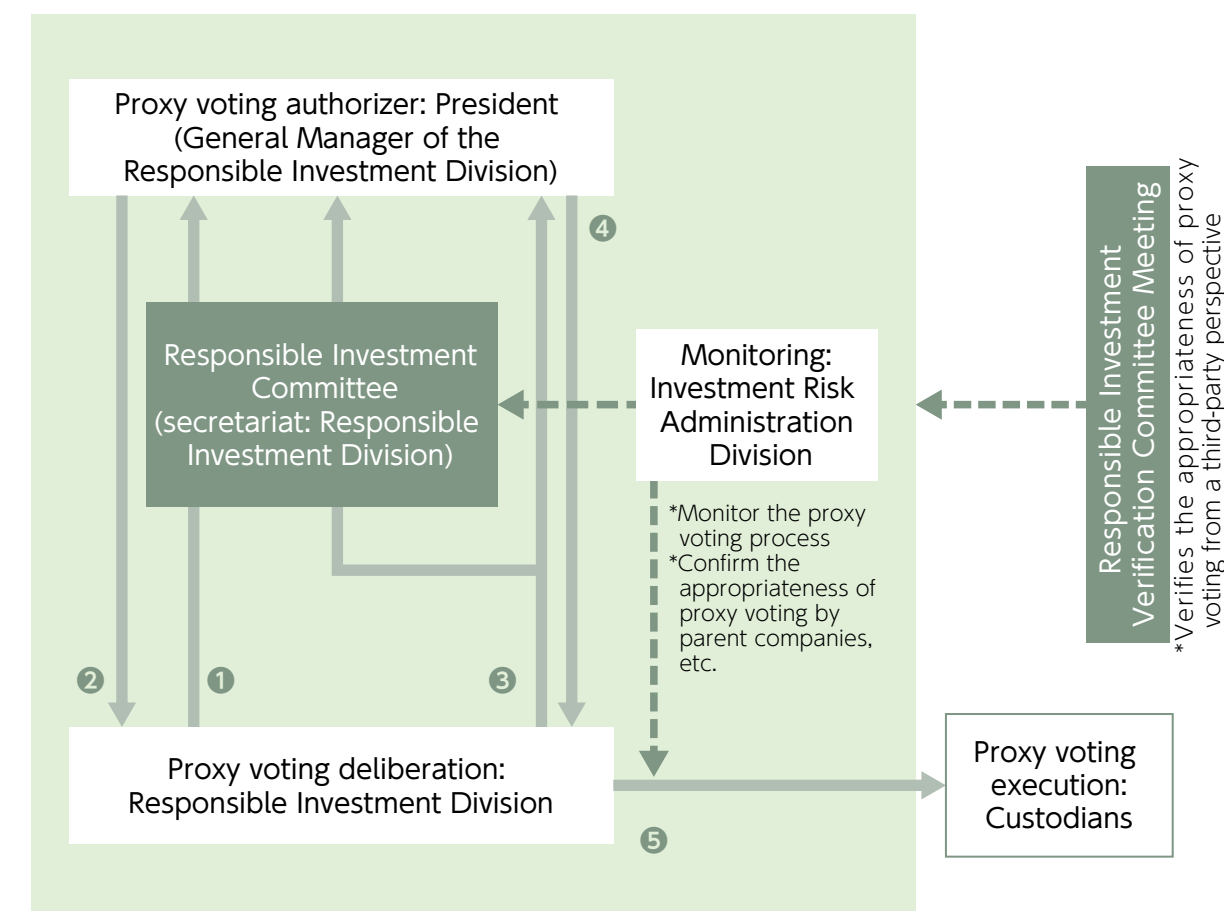 Proxy voting authorizer: President
(General Manager of the
Responsible Investment Division)
❹
Responsible Investment
Committee
(secretariat: Responsible
Investment Division)
Monitoring:
Investment Risk
Administration
Division
*Monitor the proxy
voting process
*Confirm the
appropriateness of
proxy voting by
parent companies,
etc.
❷
❶
❸
Proxy voting deliberation:
Responsible Investment Division
❺
Proxy voting
execution:
Custodians
Responsible Investment
Verification Committee Meeting
*Verifies the appropriateness of proxy
voting from a third-party perspective